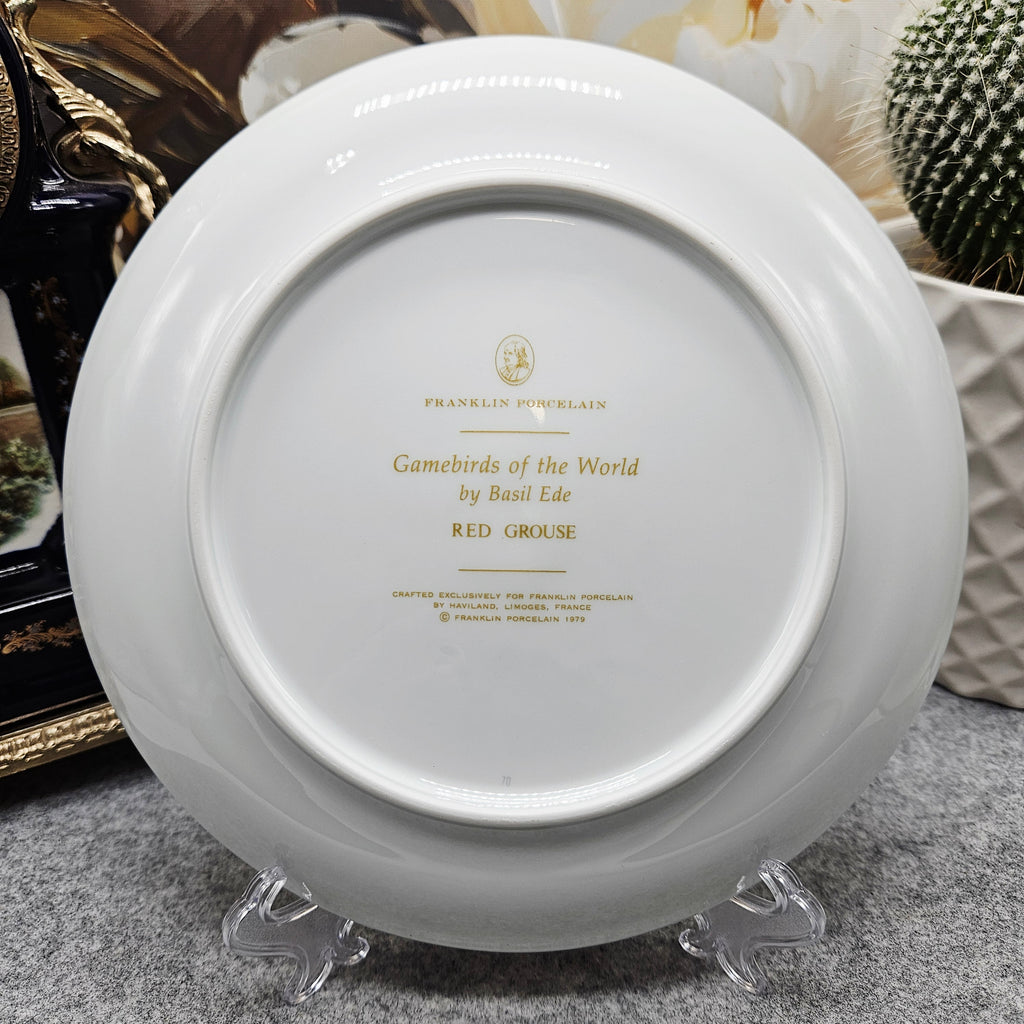 FRANKLIN PORCELAIN
Gamebirds of the World
by Basil Ede
RED GROUSE
CRAFTED EXCLUSIVELY FOR FRANKLIN PORCELAIN
BY HAVILAND, LIMOGES, FRANCE
© FRANKLIN PORCELAIN 1979
70